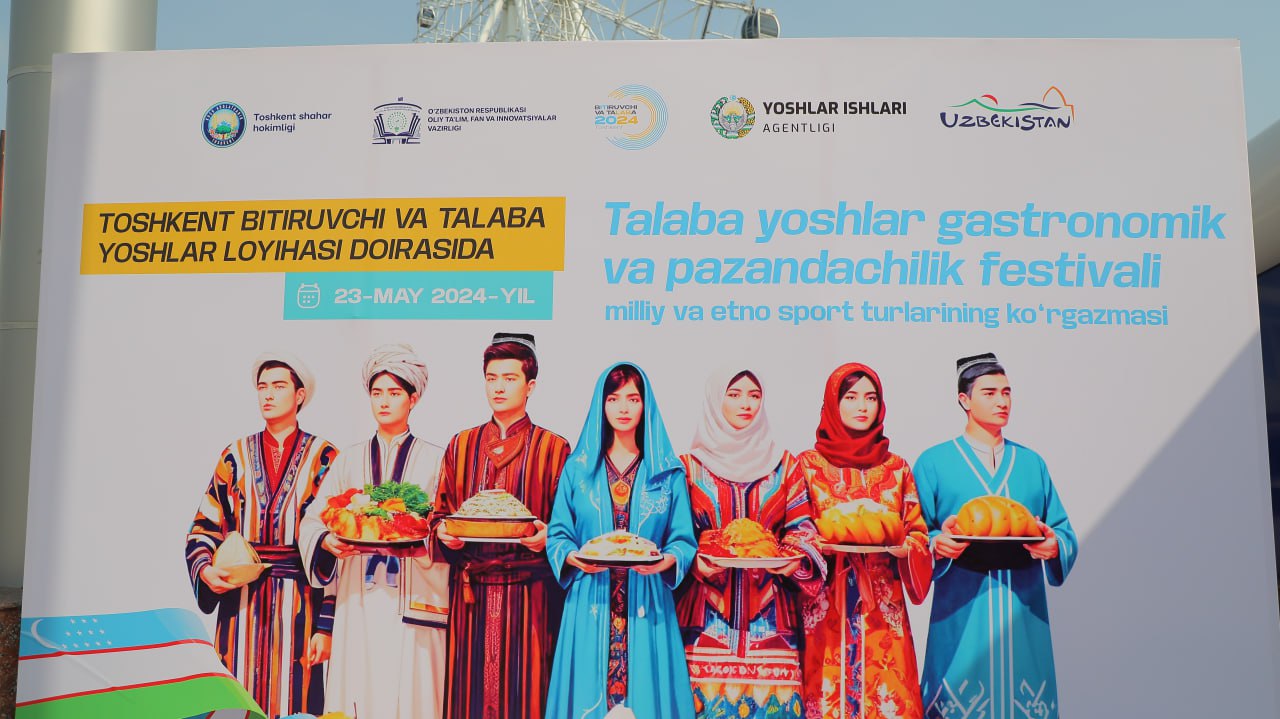 Toshkent shahar
hokimligi
O'ZBEKISTON RESPUBLIKASI
OLIY TA'LIM, FAN VA INNOVATSIYALAR
VAZIRLIGI
BITIRUVCHI
VA TALABA
2024
YOSHLAR ISHLARI
AGENTLIGI
UZBEKISTAN
TOSHKENT BITIRUVCHI VA TALABA
YOSHLAR LOYIHASI DOIRASIDA
23-MAY 2024-YIL
Talaba yoshlar gastronomik
va pazandachilik festivali
milliy va etno sport turlarining ko‘rgazmasi